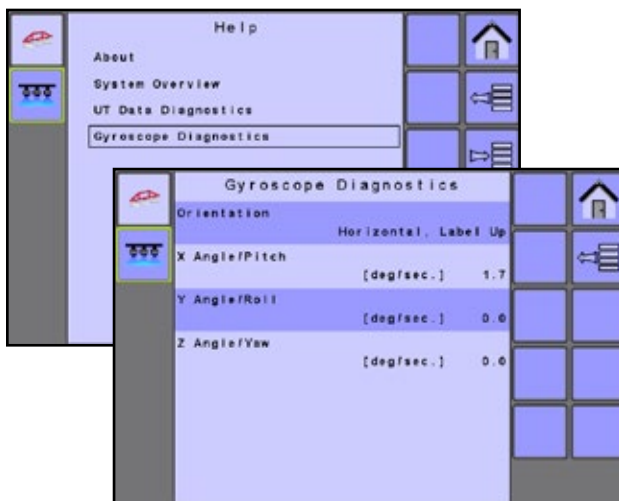 Help
About
System Overview
UT Data Diagnostics
Gyroscope Diagnostics
Gyroscope Diagnostics
Orientation
Horizontal, Label Up
X Angle/Pitch
[deg/sec.] 1.7
Y Angle/Roll
[deg/sec.] 0.0
Z Angle/Yaw
[deg/sec.] 0.0